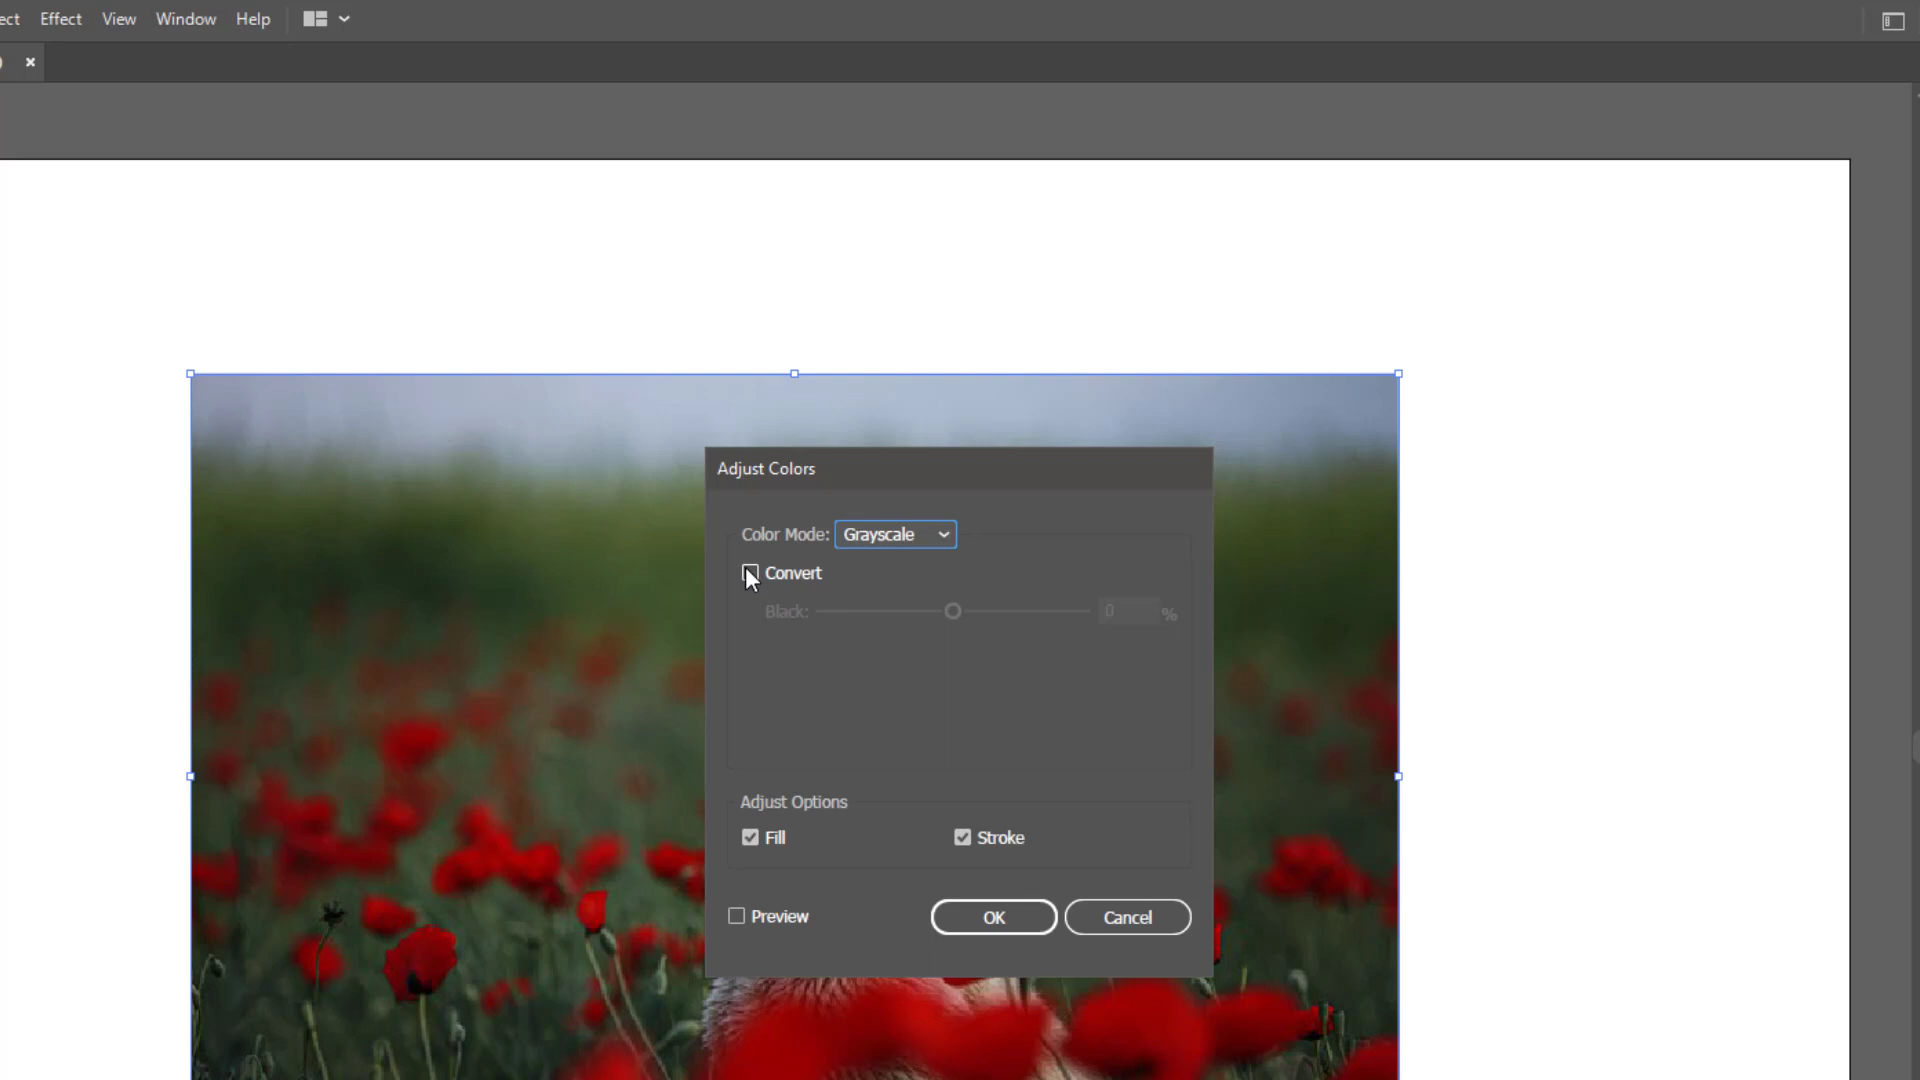 ect Effect View Window Help
Adjust Colors
Color Mode: Grayscale
Convert
Black: 0 %
Adjust Options
Fill Stroke
Preview OK Cancel